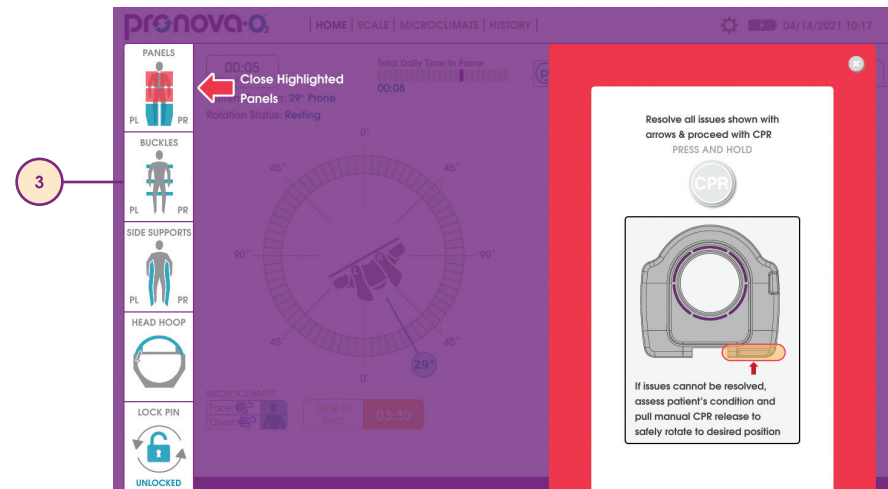 pronova·O2
| HOME | SCALE | MICROCLIMATE | HISTORY |
04/14/2021 10:17
PANELS
PL PR
BUCKLES
PL PR
SIDE SUPPORTS
PL PR
HEAD HOOP
LOCK PIN
UNLOCKED
3
Close Highlighted
Panels
00:05
Total Daily Time in Prone
00:08
29° Prone
Rotation Status: Resting
0°
45° 45°
90° 90°
45° 45°
29°
0°
MICROCLIMATE
Face:
Chest:
Time in
Rest
03:30
Resolve all issues shown with
arrows & proceed with CPR
PRESS AND HOLD
CPR
If issues cannot be resolved,
assess patient's condition and
pull manual CPR release to
safely rotate to desired position